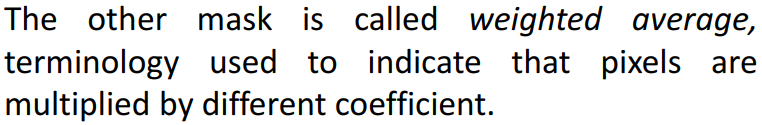 The other mask is called weighted average,
terminology used to indicate that pixels are
multiplied by different coefficient.